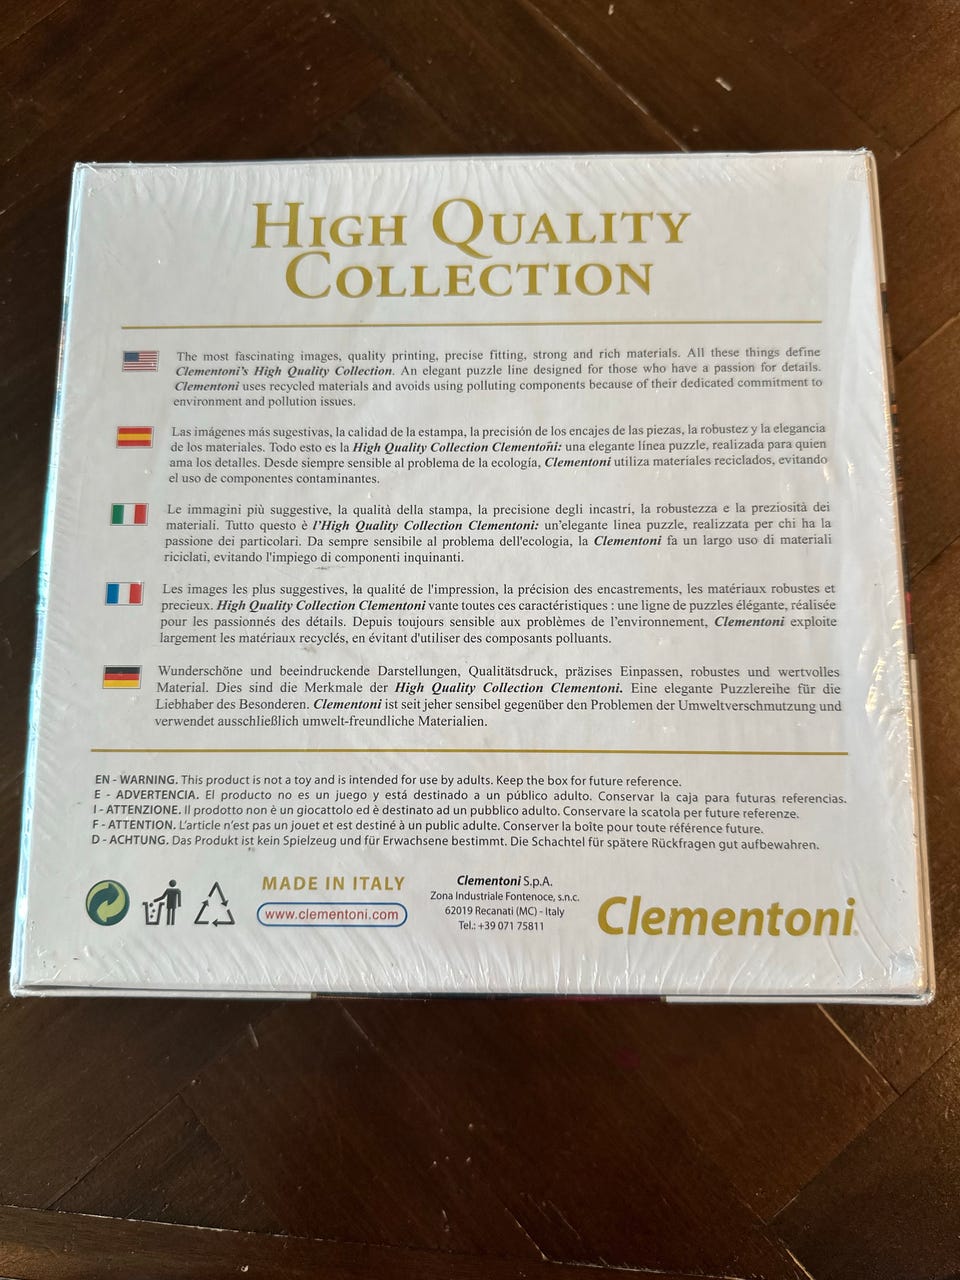 HIGH QUALITY
COLLECTION
The most fascinating images, quality printing, precise fitting, strong and rich materials. All these things define
Clementoni's High Quality Collection. An elegant puzzle line designed for those who have a passion for details.
Clementoni uses recycled materials and avoids using polluting components because of their dedicated commitment to
environment and pollution issues.
Las imágenes más sugestivas, la calidad de la estampa, la precisión de los encajes de las piezas, la robustez y la elegancia
de los materiales. Todo esto es la High Quality Collection Clementoñi: una elegante línea puzzle, realizada para quien
ama los detalles. Desde siempre sensible al problema de la ecología, Clementoni utiliza materiales reciclados, evitando
el uso de componentes contaminantes.
Le immagini più suggestive, la qualità della stampa, la precisione degli incastri, la robustezza e la preziosità dei
materiali. Tutto questo è l'High Quality Collection Clementoni: un'elegante linea puzzle, realizzata per chi ha la
passione dei particolari. Da sempre sensibile al problema dell'ecologia, la Clementoni fa un largo uso di materiali
riciclati, evitando l'impiego di componenti inquinanti.
Les images les plus suggestives, la qualité de l'impression, la précision des encastrements, les matériaux robustes et
precieux. High Quality Collection Clementoni vante toutes ces caractéristiques : une ligne de puzzles élégante, réalisée
pour les passionnés des détails. Depuis toujours sensible aux problèmes de l'environnement, Clementoni exploite
largement les matériaux recyclés, en évitant d'utiliser des composants polluants.
Wunderschöne und beeindruckende Darstellungen, Qualitätsdruck, präzises Einpassen, robustes und wertvolles
Material. Dies sind die Merkmale der High Quality Collection Clementoni. Eine elegante Puzzlereihe für die
Liebhaber des Besonderen. Clementoni ist seit jeher sensibel gegenüber den Problemen der Umweltverschmutzung und
verwendet ausschließlich umwelt-freundliche Materialien.
EN - WARNING. This product is not a toy and is intended for use by adults. Keep the box for future reference.
E - ADVERTENCIA. El producto no es un juego y está destinado a un público adulto. Conservar la caja para futuras referencias.
I - ATTENZIONE. Il prodotto non è un giocattolo ed è destinato ad un pubblico adulto. Conservare la scatola per future referenze.
F - ATTENTION. L'article n'est pas un jouet et est destiné à un public adulte. Conserver la boîte pour toute référence future.
D - ACHTUNG. Das Produkt ist kein Spielzeug und für Erwachsene bestimmt. Die Schachtel für spätere Rückfragen gut aufbewahren.
MADE IN ITALY
www.clementoni.com
Clementoni S.p.A.
Zona Industriale Fontenoce, s.n.c.
62019 Recanati (MC) - Italy
Tel.: +39 071 75811
Clementoni